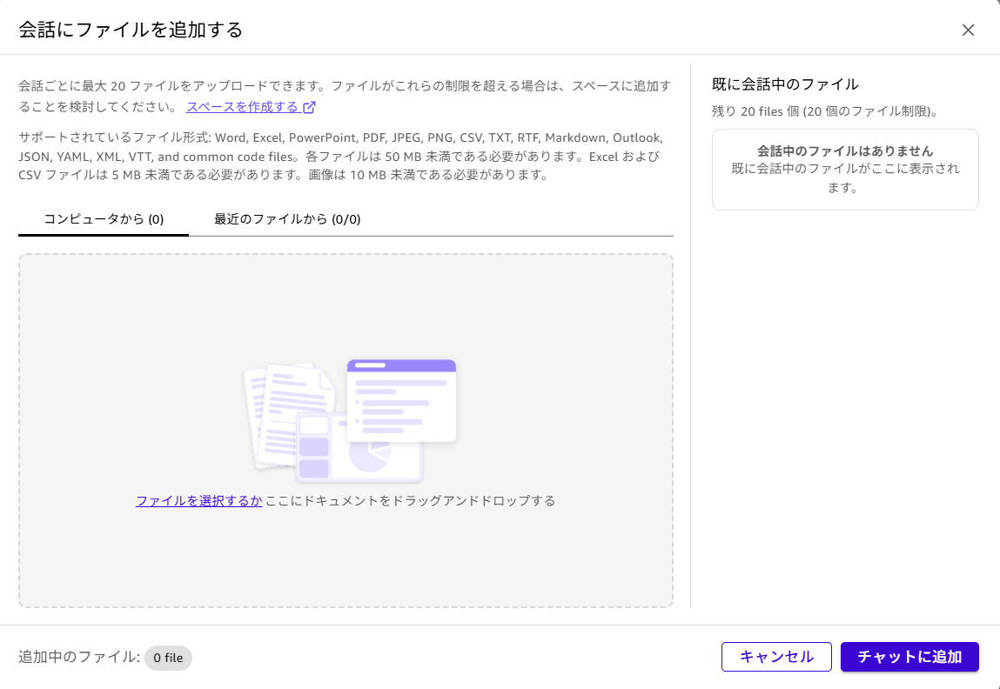 会話にファイルを追加する
会話ごとに最大 20 ファイルをアップロードできます。ファイルがこれらの制限を超える場合は、スペースに追加す
ることを検討してください。 スペースを作成する
サポートされているファイル形式: Word, Excel, PowerPoint, PDF, JPEG, PNG, CSV, TXT, RTF, Markdown, Outlook,
JSON, YAML, XML, VTT, and common code files。各ファイルは 50 MB 未満である必要があります。Excel および
CSV ファイルは 5 MB 未満である必要があります。画像は 10 MB 未満である必要があります。
コンピュータから (0)
最近のファイルから (0/0)
ファイルを選択するか ここにドキュメントをドラッグアンドドロップする
既に会話中のファイル
残り 20 files 個 (20 個のファイル制限)。
会話中のファイルはありません
既に会話中のファイルがここに表示され
ます。
追加中のファイル: 0 file
キャンセル
チャットに追加